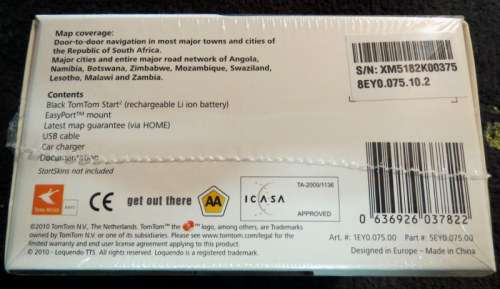 Map coverage:
Door-to-door navigation in most major towns and cities of the
Republic of South Africa.
Major cities and entire major road network of Angola,
Namibia, Botswana, Zimbabwe, Mozambique, Swaziland,
Lesotho, Malawi and Zambia.
S/N: XM5182K00375
8EY0.075.10.2
Contents
Black TomTom Start² (rechargeable Li ion battery)
EasyPort™ mount
Latest map guarantee (via HOME)
USB cable
Car charger
Documentation
StartSkins not included
CE
get out there
AA
ICASA
TA-2009/1136
APPROVED
0 636926 037822
©2010 TomTom N.V., The Netherlands. TomTom™, the "™ logo, among others, are Trademarks
owned by TomTom N.V. or one of its subsidiaries. Please see www.tomtom.com/legal for the current
limited warranty and end user license agreement applying to this product.
© 2010 - Loquendo TTS. All rights reserved. Loquendo is a registered trademark.
Art. #: 1EY0.075.00 Part #: 5EY0.075.00
Designed in Europe - Made in China